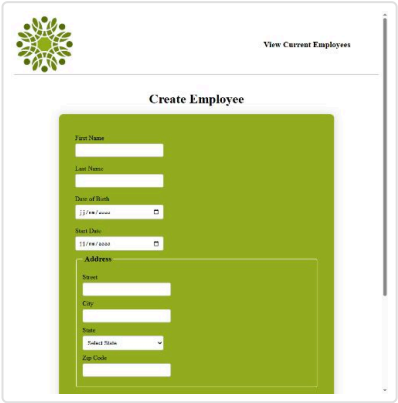 View Current Employees
Create Employee
First Name
Last Name
Date of Birth
jj/mm/aaaa
Start Date
jj/mm/aaaa
Address
Street
City
State
Select State
Zip Code